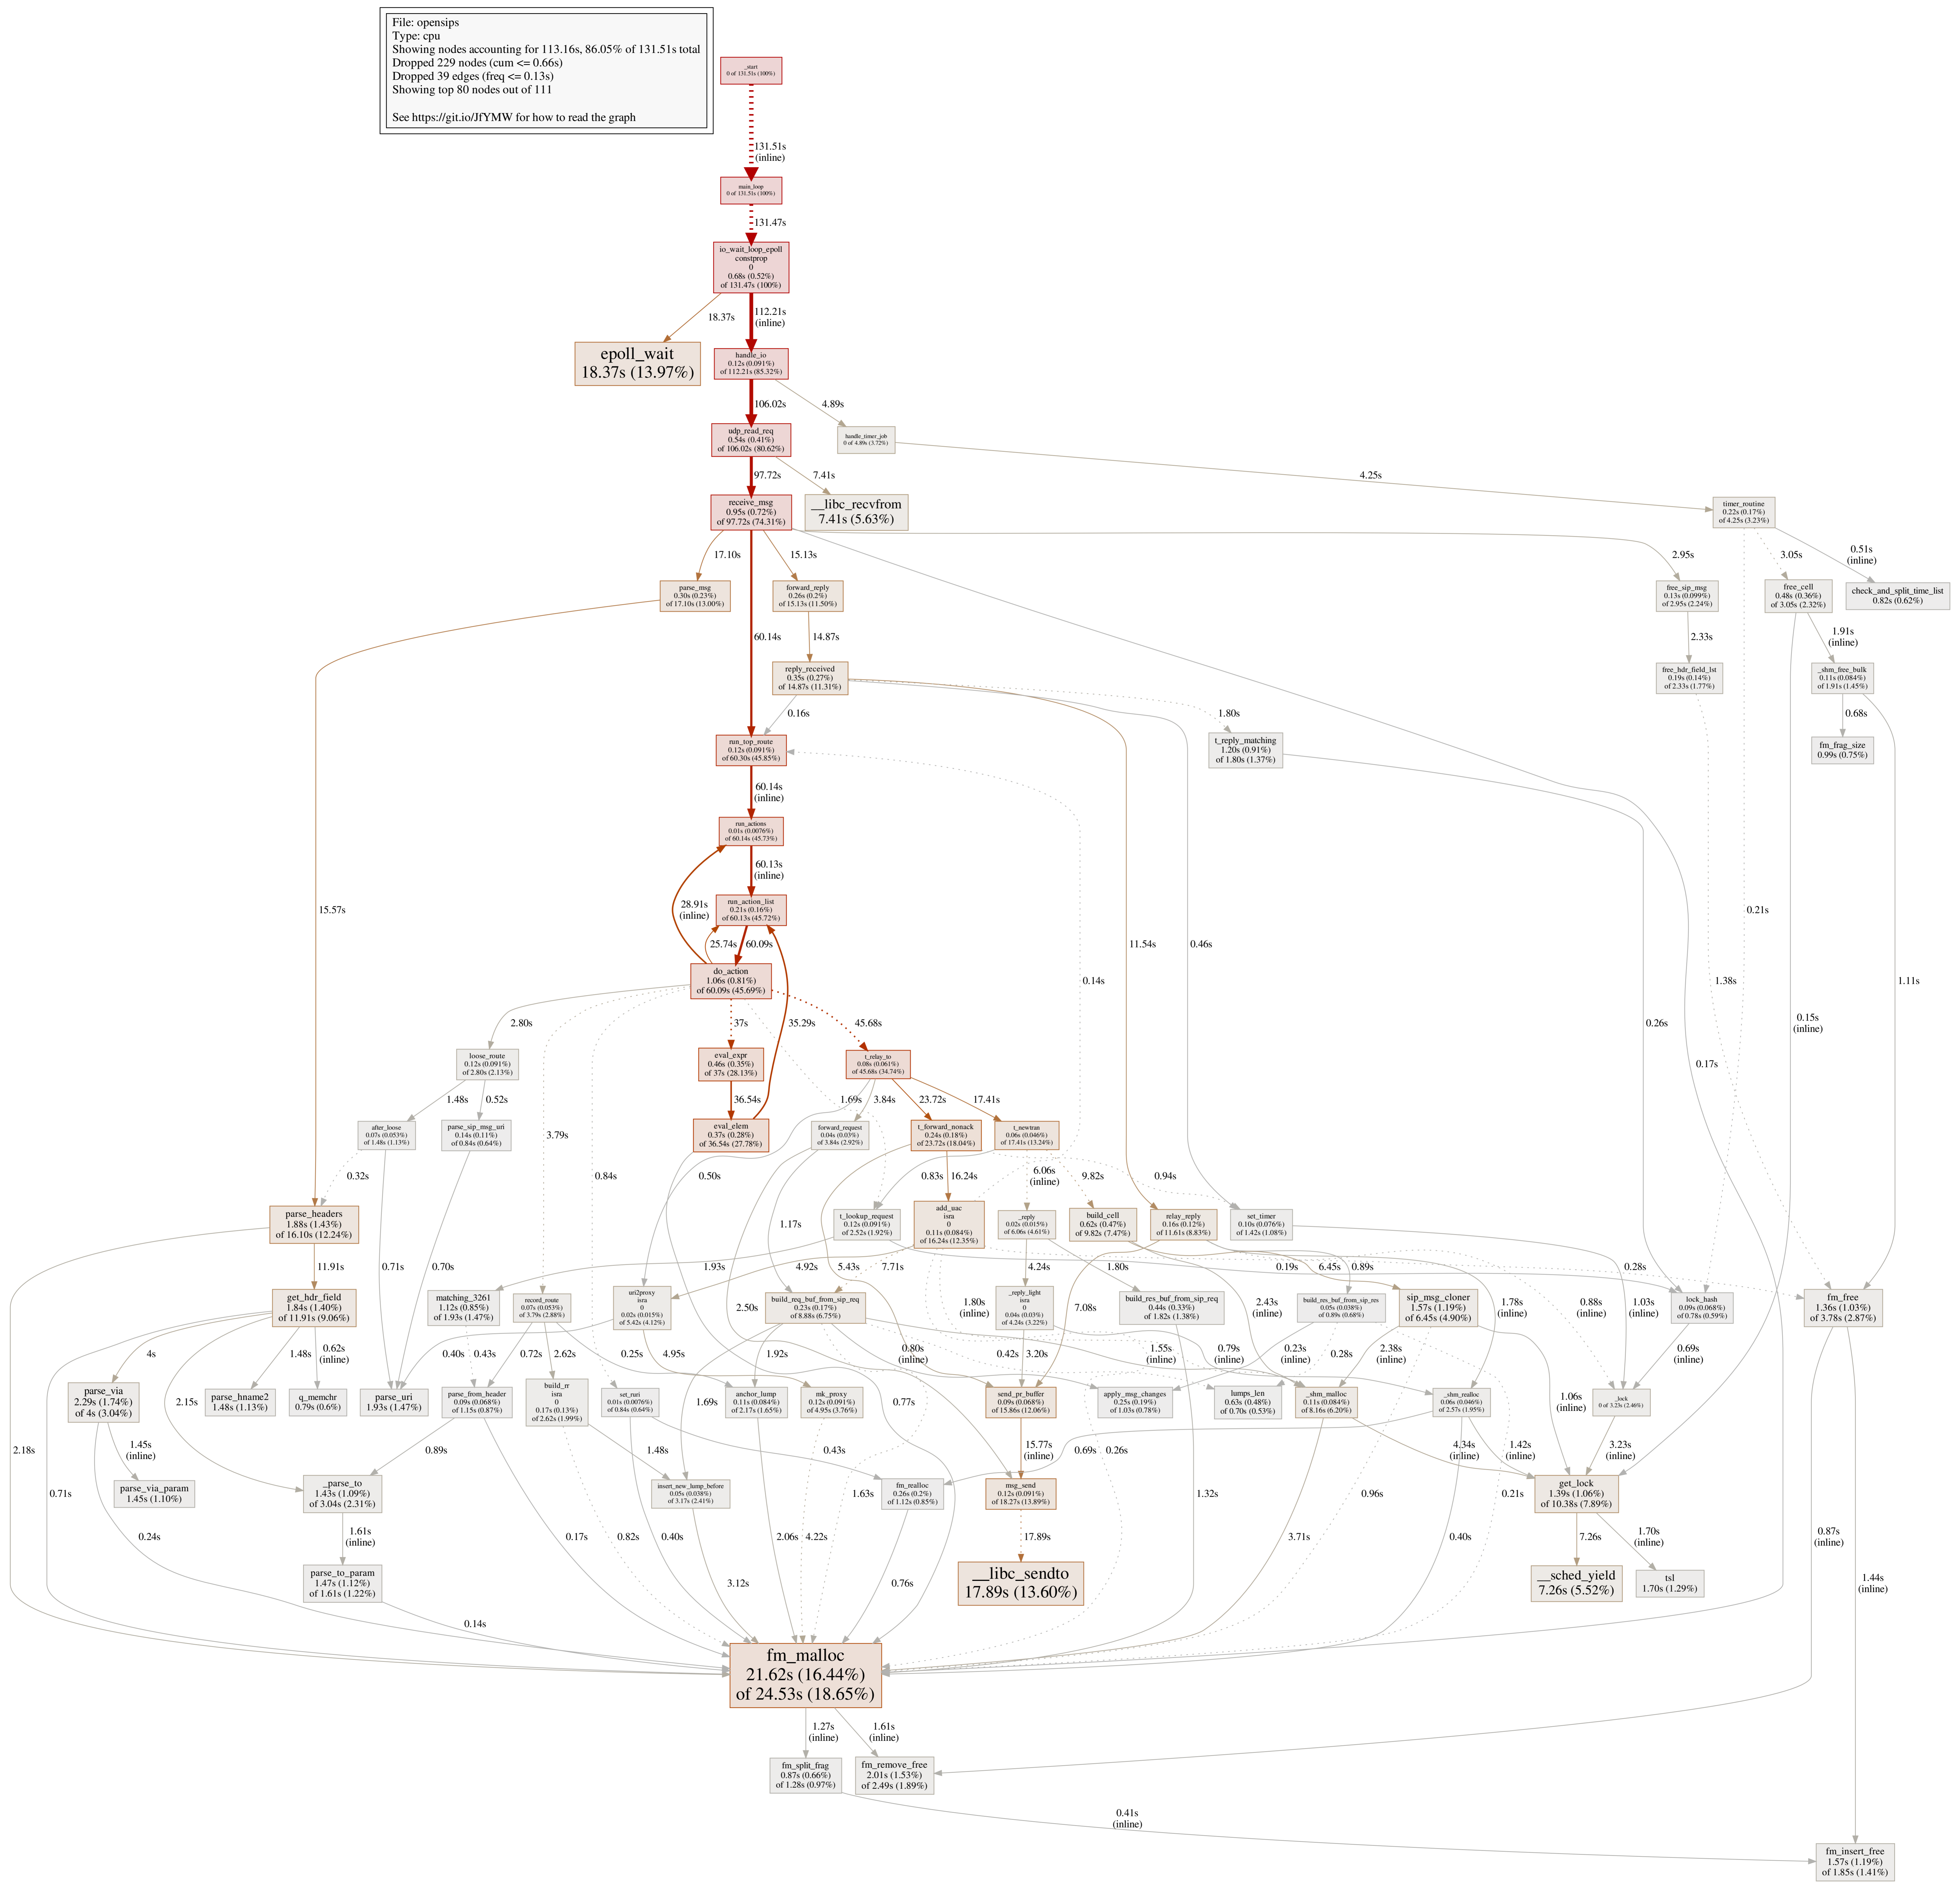 File: opensips
Type: cpu
Showing nodes accounting for 113.16s, 86.05% of 131.51s total
Dropped 229 nodes (cum <= 0.66s)
Dropped 39 edges (freq <= 0.13s)
Showing top 80 nodes out of 111
See https://git.io/JfYMW for how to read the graph
_start
0 of 131.51s (100%)
131.51s
(inline)
main_loop
0 of 131.51s (100%)
131.47s
io_wait_loop_epoll
constprop
0
0.68s (0.52%)
of 131.47s (100%)
18.37s
112.21s
(inline)
epoll_wait
18.37s (13.97%)
handle_io
0.12s (0.091%)
of 112.21s (85.32%)
106.02s
4.89s
udp_read_req
0.54s (0.41%)
of 106.02s (80.62%)
handle_timer_job
0 of 4.89s (3.72%)
97.72s
7.41s
4.25s
receive_msg
0.95s (0.72%)
of 97.72s (74.31%)
__libc_recvfrom
7.41s (5.63%)
timer_routine
0.22s (0.17%)
of 4.25s (3.23%)
17.10s
15.13s
2.95s
3.05s
0.51s
(inline)
parse_msg
0.30s (0.23%)
of 17.10s (13.00%)
forward_reply
0.26s (0.2%)
of 15.13s (11.50%)
free_sip_msg
0.13s (0.099%)
of 2.95s (2.24%)
free_cell
0.48s (0.36%)
of 3.05s (2.32%)
check_and_split_time_list
0.82s (0.62%)
60.14s
14.87s
2.33s
1.91s
(inline)
reply_received
0.35s (0.27%)
of 14.87s (11.31%)
free_hdr_field_lst
0.19s (0.14%)
of 2.33s (1.77%)
_shm_free_bulk
0.11s (0.084%)
of 1.91s (1.45%)
0.16s
1.80s
0.68s
run_top_route
0.12s (0.091%)
of 60.30s (45.85%)
t_reply_matching
1.20s (0.91%)
of 1.80s (1.37%)
fm_frag_size
0.99s (0.75%)
60.14s
(inline)
run_actions
0.01s (0.0076%)
of 60.14s (45.73%)
60.13s
(inline)
15.57s
28.91s
(inline)
run_action_list
0.21s (0.16%)
of 60.13s (45.72%)
0.21s
25.74s
60.09s
11.54s
0.46s
do_action
1.06s (0.81%)
of 60.09s (45.69%)
0.14s
1.38s
1.11s
2.80s
37s
35.29s
45.68s
0.26s
0.15s
(inline)
loose_route
0.12s (0.091%)
of 2.80s (2.13%)
eval_expr
0.46s (0.35%)
of 37s (28.13%)
t_relay_to
0.08s (0.061%)
of 45.68s (34.74%)
0.17s
1.48s
0.52s
36.54s
1.69s
3.84s
23.72s
17.41s
after_loose
0.07s (0.053%)
of 1.48s (1.13%)
parse_sip_msg_uri
0.14s (0.11%)
of 0.84s (0.64%)
3.79s
eval_elem
0.37s (0.28%)
of 36.54s (27.78%)
forward_request
0.04s (0.03%)
of 3.84s (2.92%)
t_forward_nonack
0.24s (0.18%)
of 23.72s (18.04%)
t_newtran
0.06s (0.046%)
of 17.41s (13.24%)
0.32s
0.84s
0.50s
0.83s
16.24s
6.06s
(inline)
9.82s
0.94s
parse_headers
1.88s (1.43%)
of 16.10s (12.24%)
t_lookup_request
0.12s (0.091%)
of 2.52s (1.92%)
add_uac
isra
0
0.11s (0.084%)
of 16.24s (12.35%)
_reply
0.02s (0.015%)
of 6.06s (4.61%)
build_cell
0.62s (0.47%)
of 9.82s (7.47%)
relay_reply
0.16s (0.12%)
of 11.61s (8.83%)
set_timer
0.10s (0.076%)
of 1.42s (1.08%)
1.17s
11.91s
0.71s
0.70s
1.93s
4.92s
5.43s
7.71s
4.24s
1.80s
6.45s
0.89s
0.19s
0.28s
get_hdr_field
1.84s (1.40%)
of 11.91s (9.06%)
matching_3261
1.12s (0.85%)
of 1.93s (1.47%)
record_route
0.07s (0.053%)
of 3.79s (2.88%)
uri2proxy
isra
0
0.02s (0.015%)
of 5.42s (4.12%)
build_req_buf_from_sip_req
0.23s (0.17%)
of 8.88s (6.75%)
1.80s
(inline)
_reply_light
isra
0
0.04s (0.03%)
of 4.24s (3.22%)
7.08s
build_res_buf_from_sip_req
0.44s (0.33%)
of 1.82s (1.38%)
2.43s
(inline)
build_res_buf_from_sip_res
0.05s (0.038%)
of 0.89s (0.68%)
sip_msg_cloner
1.57s (1.19%)
of 6.45s (4.90%)
1.78s
(inline)
0.88s
(inline)
1.03s
(inline)
lock_hash
0.09s (0.068%)
of 0.78s (0.59%)
fm_free
1.36s (1.03%)
of 3.78s (2.87%)
2.50s
4s
1.48s
0.62s
(inline)
0.40s
0.43s
0.72s
2.62s
0.25s
4.95s
1.92s
0.80s
(inline)
0.42s
3.20s
1.55s
(inline)
0.79s
(inline)
0.23s
(inline)
0.28s
2.38s
(inline)
0.69s
(inline)
parse_via
2.29s (1.74%)
of 4s (3.04%)
2.15s
parse_hname2
1.48s (1.13%)
q_memchr
0.79s (0.6%)
parse_uri
1.93s (1.47%)
parse_from_header
0.09s (0.068%)
of 1.15s (0.87%)
build_rr
isra
0
0.17s (0.13%)
of 2.62s (1.99%)
set_ruri
0.01s (0.0076%)
of 0.84s (0.64%)
1.69s
anchor_lump
0.11s (0.084%)
of 2.17s (1.65%)
mk_proxy
0.12s (0.091%)
of 4.95s (3.76%)
0.77s
send_pr_buffer
0.09s (0.068%)
of 15.86s (12.06%)
apply_msg_changes
0.25s (0.19%)
of 1.03s (0.78%)
lumps_len
0.63s (0.48%)
of 0.70s (0.53%)
_shm_malloc
0.11s (0.084%)
of 8.16s (6.20%)
_shm_realloc
0.06s (0.046%)
of 2.57s (1.95%)
1.06s
(inline)
_lock
0 of 3.23s (2.46%)
2.18s
1.45s
(inline)
0.89s
1.48s
0.43s
15.77s
(inline)
0.26s
0.69s
4.34s
(inline)
1.42s
(inline)
3.23s
(inline)
0.71s
parse_via_param
1.45s (1.10%)
_parse_to
1.43s (1.09%)
of 3.04s (2.31%)
insert_new_lump_before
0.05s (0.038%)
of 3.17s (2.41%)
1.63s
fm_realloc
0.26s (0.2%)
of 1.12s (0.85%)
msg_send
0.12s (0.091%)
of 18.27s (13.89%)
1.32s
0.96s
0.21s
get_lock
1.39s (1.06%)
of 10.38s (7.89%)
0.24s
1.61s
(inline)
0.17s
0.82s
0.40s
2.06s
4.22s
17.89s
3.71s
0.40s
7.26s
1.70s
(inline)
0.87s
(inline)
parse_to_param
1.47s (1.12%)
of 1.61s (1.22%)
3.12s
0.76s
__libc_sendto
17.89s (13.60%)
__sched_yield
7.26s (5.52%)
tsl
1.70s (1.29%)
1.44s
(inline)
0.14s
fm_malloc
21.62s (16.44%)
of 24.53s (18.65%)
1.27s
(inline)
1.61s
(inline)
fm_split_frag
0.87s (0.66%)
of 1.28s (0.97%)
fm_remove_free
2.01s (1.53%)
of 2.49s (1.89%)
0.41s
(inline)
fm_insert_free
1.57s (1.19%)
of 1.85s (1.41%)